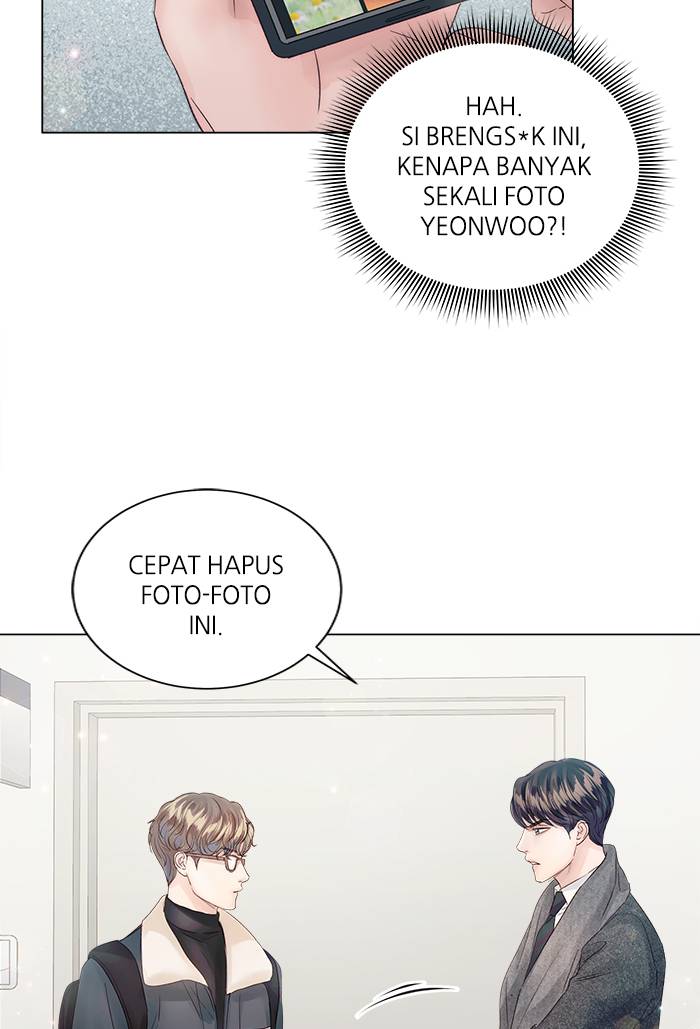 HAH.
SI BRENGS*K INI,
KENAPA BANYAK
SEKALI FOTO
YEONWOO?!
CEPAT HAPUS
FOTO-FOTO
INI.